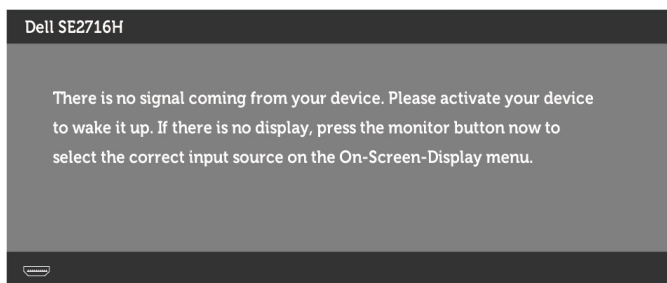 Dell SE2716H
There is no signal coming from your device. Please activate your device
to wake it up. If there is no display, press the monitor button now to
select the correct input source on the On-Screen-Display menu.